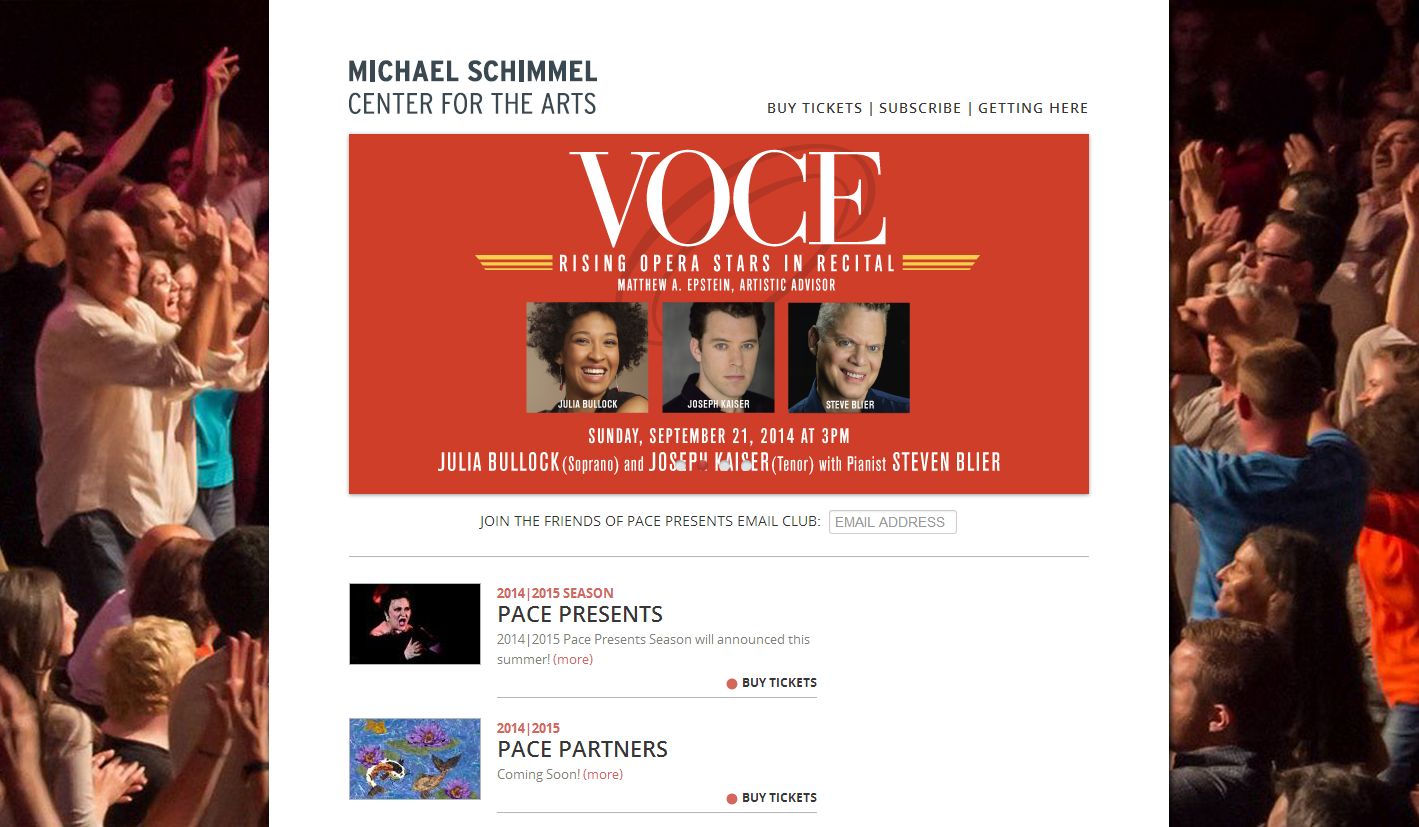 MICHAEL SCHIMMEL
CENTER FOR THE ARTS
BUY TICKETS | SUBSCRIBE | GETTING HERE
VOCE
RISING OPERA STARS IN RECITAL
MATTHEW A. EPSTEIN, ARTISTIC ADVISOR
JULIA BULLOCK
JOSEPH KAISER
STEVE BLIER
SUNDAY, SEPTEMBER 21, 2014 AT 3PM
JULIA BULLOCK (Soprano) and JOSEPH KAISER (Tenor) with Pianist STEVEN BLIER
JOIN THE FRIENDS OF PACE PRESENTS EMAIL CLUB: EMAIL ADDRESS
2014|2015 SEASON
PACE PRESENTS
2014|2015 Pace Presents Season will announced this
summer! (more)
BUY TICKETS
2014|2015
PACE PARTNERS
Coming Soon! (more)
BUY TICKETS